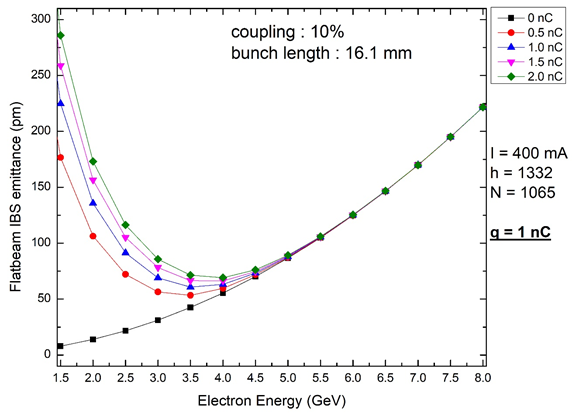 coupling : 10%
bunch length : 16.1 mm
0 nC
0.5 nC
1.0 nC
1.5 nC
2.0 nC
I = 400 mA
h = 1332
N = 1065
q = 1 nC
Flatbeam IBS emittance (pm)
300
250
200
150
100
50
0
1.5 2.0 2.5 3.0 3.5 4.0 4.5 5.0 5.5 6.0 6.5 7.0 7.5 8.0
Electron Energy (GeV)